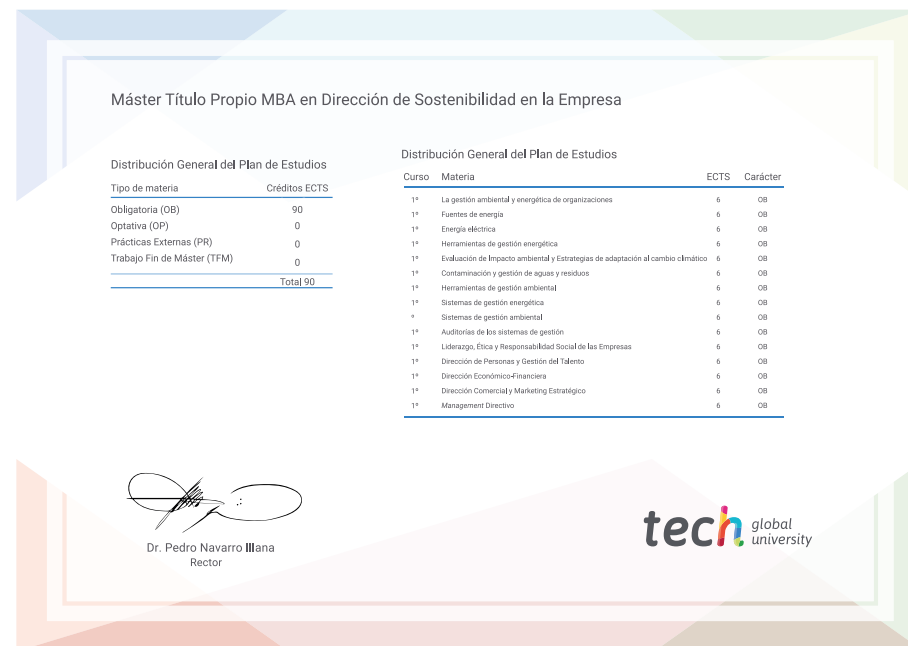 Máster Título Propio MBA en Dirección de Sostenibilidad en la Empresa
Distribución General del Plan de Estudios
Tipo de materia Créditos ECTS
Obligatoria (OB) 90
Optativa (OP) 0
Prácticas Externas (PR) 0
Trabajo Fin de Máster (TFM) 0
Total 90
Distribución General del Plan de Estudios
Curso Materia ECTS Carácter
1º La gestión ambiental y energética de organizaciones 6 OB
1º Fuentes de energía 6 OB
1º Energía eléctrica 6 OB
1º Herramientas de gestión energética 6 OB
1º Evaluación de Impacto ambiental y Estrategias de adaptación al cambio climático 6 OB
1º Contaminación y gestión de aguas y residuos 6 OB
1º Herramientas de gestión ambiental 6 OB
1º Sistemas de gestión energética 6 OB
º Sistemas de gestión ambiental 6 OB
1º Auditorías de los sistemas de gestión 6 OB
1º Liderazgo, Ética y Responsabilidad Social de las Empresas 6 OB
1º Dirección de Personas y Gestión del Talento 6 OB
1º Dirección Económico-Financiera 6 OB
1º Dirección Comercial y Marketing Estratégico 6 OB
1º Management Directivo 6 OB
Dr. Pedro Navarro Illana
Rector
tech global
university